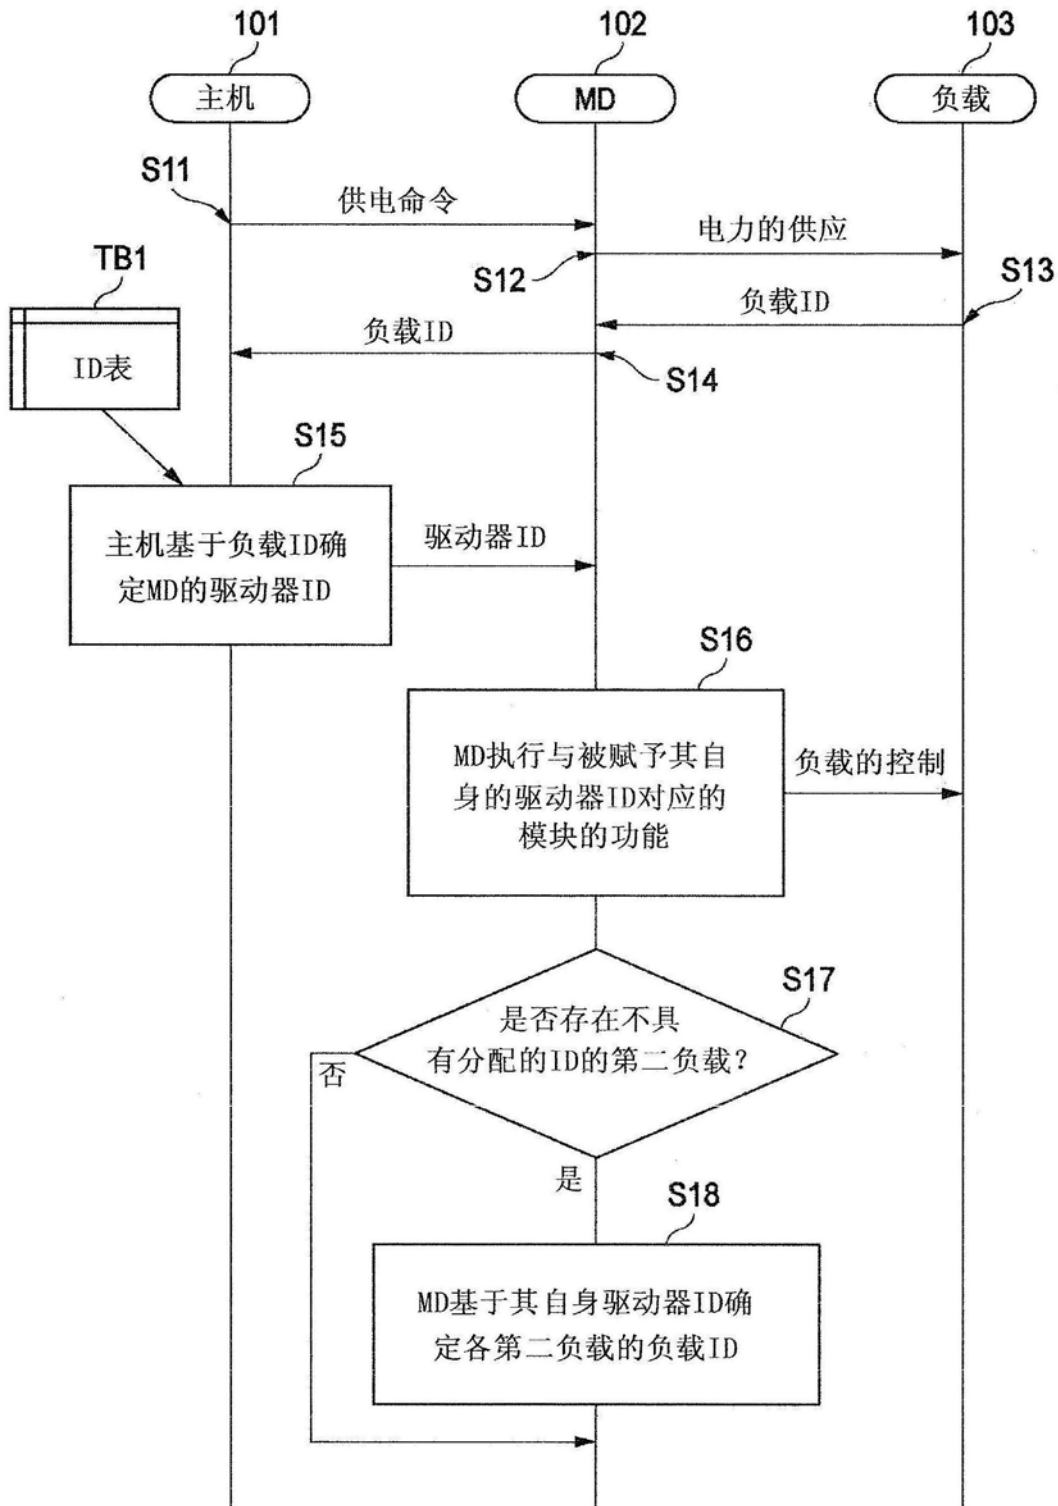 101
102
103
主机
MD
负载
S11
供电命令
电力的供应
S12
S13
TB1
负载ID
负载ID
S14
ID表
S15
主机基于负载ID确
定MD的驱动器ID
驱动器ID
S16
MD执行与被赋予其自
身的驱动器ID对应的
模块的功能
负载的控制
S17
是否存在不具
有分配的ID的第二负载?
否
是
S18
MD基于其自身驱动器ID确
定各第二负载的负载ID